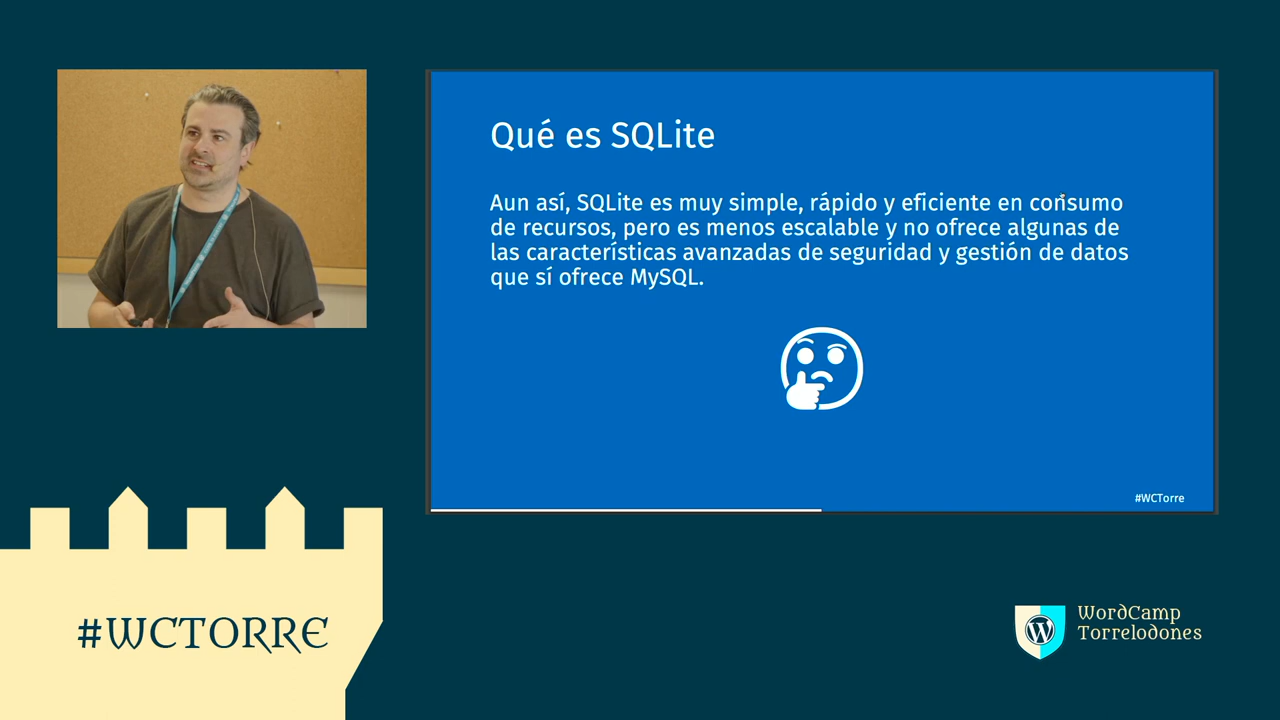 Qué es SQLite
Aun así, SQLite es muy simple, rápido y eficiente en consumo
de recursos, pero es menos escalable y no ofrece algunas de
las características avanzadas de seguridad y gestión de datos
que sí ofrece MySQL.
#WCTorre
#WCTORRE
WordCamp
Torrelodones